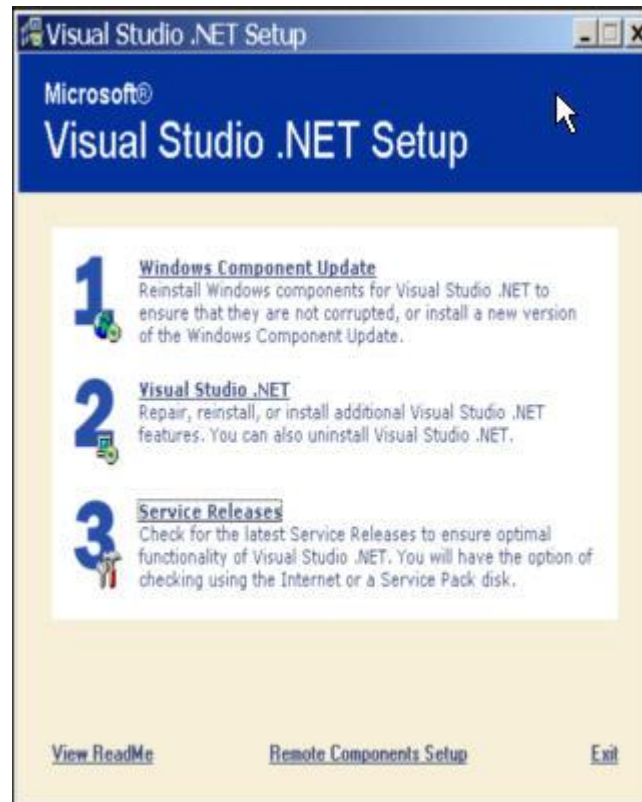 Visual Studio .NET Setup
Microsoft®
Visual Studio .NET Setup
1 Windows Component Update
Reinstall Windows components for Visual Studio .NET to
ensure that they are not corrupted, or install a new version
of the Windows Component Update.
2 Visual Studio .NET
Repair, reinstall, or install additional Visual Studio .NET
features. You can also uninstall Visual Studio .NET.
3 Service Releases
Check for the latest Service Releases to ensure optimal
functionality of Visual Studio .NET. You will have the option of
checking using the Internet or a Service Pack disk.
View ReadMe Remote Components Setup Exit